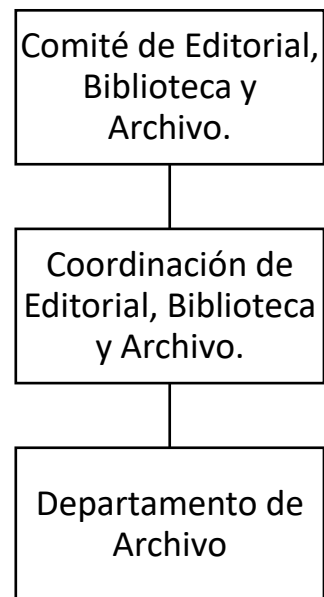 Comité de Editorial,
Biblioteca y
Archivo.
Coordinación de
Editorial, Biblioteca
y Archivo.
Departamento de
Archivo